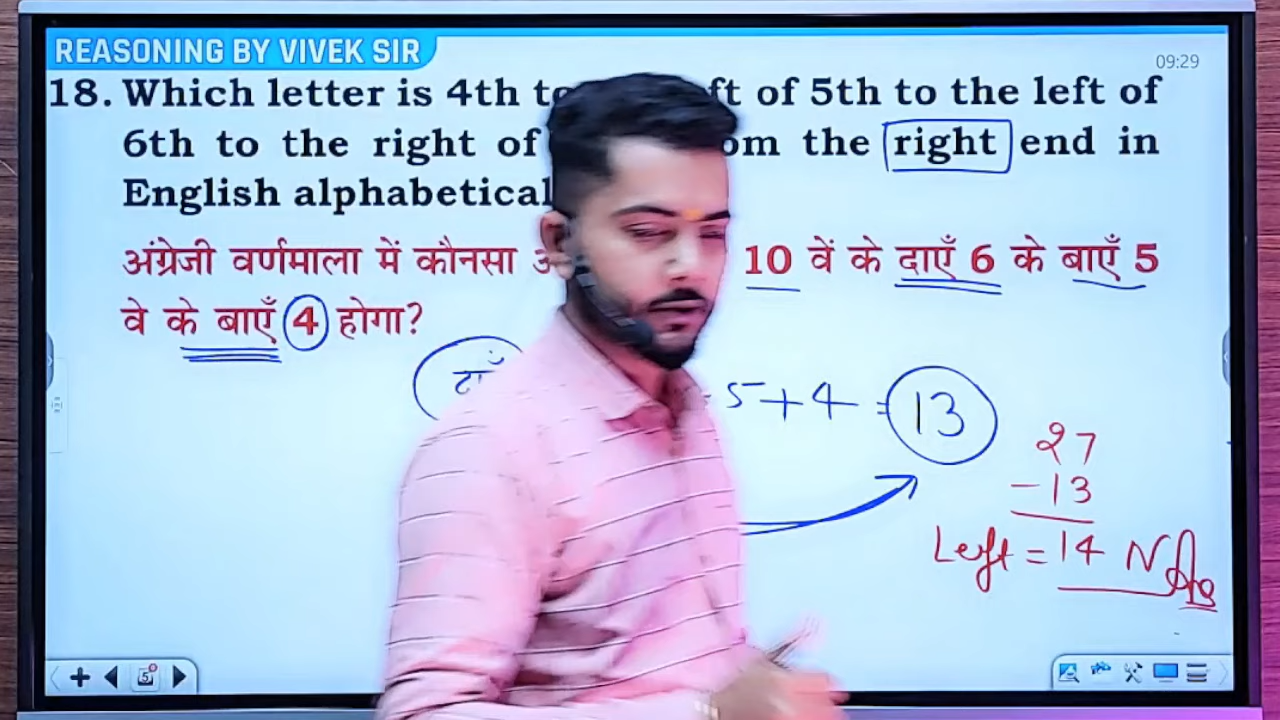 REASONING BY VIVEK SIR
09:29
18. Which letter is 4th to ft of 5th to the left of
6th to the right of om the right end in
English alphabetical
अंग्रेजी वर्णमाला में कौनसा 10 वें के दाएँ 6 के बाएँ 5
वे के बाएँ 4 होगा?
5+4 = 13
27
-13
Left = 14 N Ans